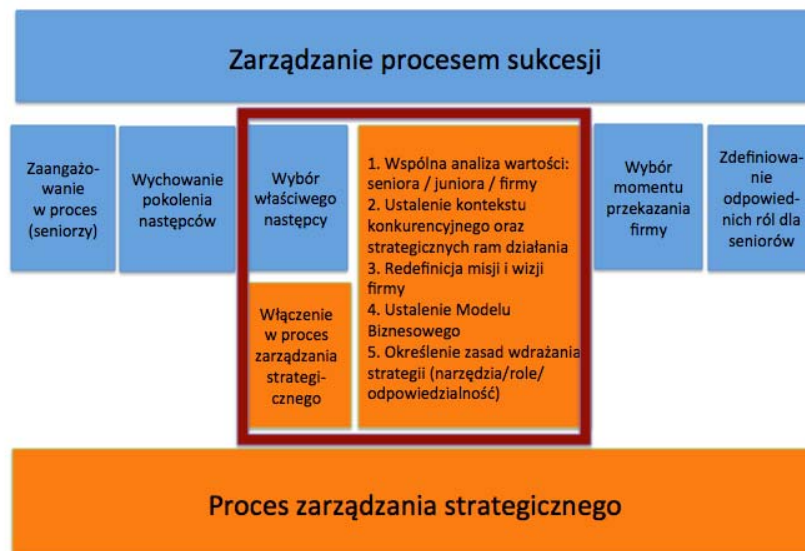 Zarządzanie procesem sukcesji
Zaangażo-
wanie
w proces
(seniorzy)
Wychowanie
pokolenia
następców
Wybór
właściwego
następcy
Włączenie
w proces
zarządzania
strategi-
cznego
1. Wspólna analiza wartości:
seniora / juniora / firmy
2. Ustalenie kontekstu
konkurencyjnego oraz
strategicznych ram działania
3. Redefinicja misji i wizji
firmy
4. Ustalenie Modelu
Biznesowego
5. Określenie zasad wdrażania
strategii (narzędzia/role/
odpowiedzialność)
Wybór
momentu
przekazania
firmy
Zdefiniowa-
nie
odpowied-
nich ról dla
seniorów
Proces zarządzania strategicznego